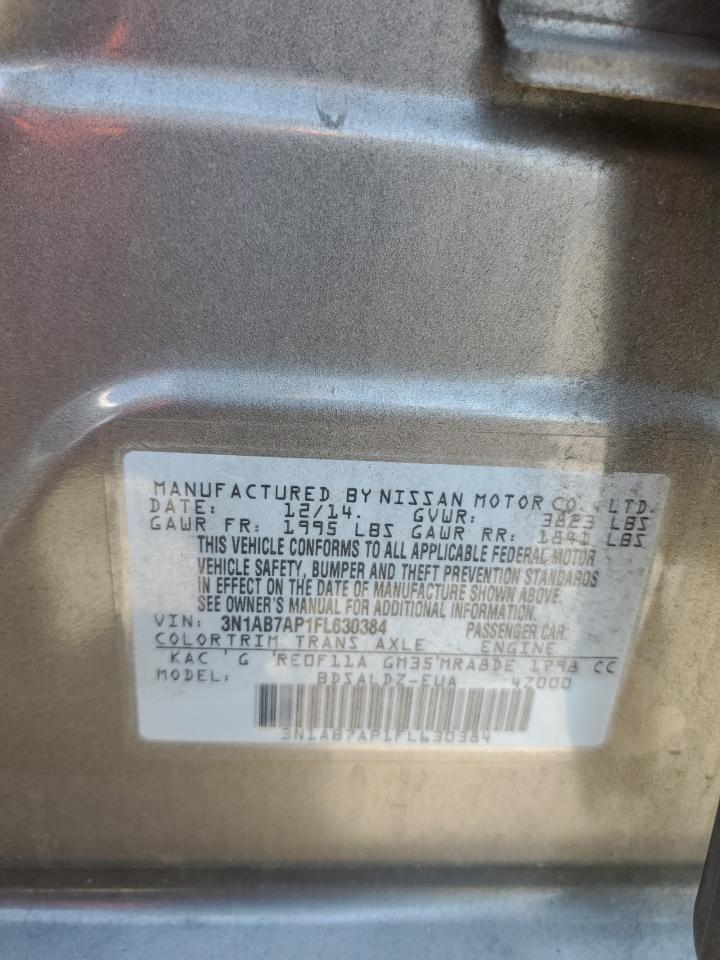 MANUFACTURED BY NISSAN MOTOR CO., LTD.
DATE: 12/14. GVWR: 3823 LBS
GAWR FR: 1995 LBS GAWR RR: 1841 LBS
THIS VEHICLE CONFORMS TO ALL APPLICABLE FEDERAL MOTOR
VEHICLE SAFETY, BUMPER AND THEFT PREVENTION STANDARDS
IN EFFECT ON THE DATE OF MANUFACTURE SHOWN ABOVE.
SEE OWNER'S MANUAL FOR ADDITIONAL INFORMATION.
VIN: 3N1AB7AP1FL630384 PASSENGER CAR.
COLOR TRIM TRANS AXLE ENGINE
KAC G RE0F11A GM35 MRA8DE 1798 CC
MODEL: BDSALDZ-EUA 47000
3N1AB7AP1FL630384